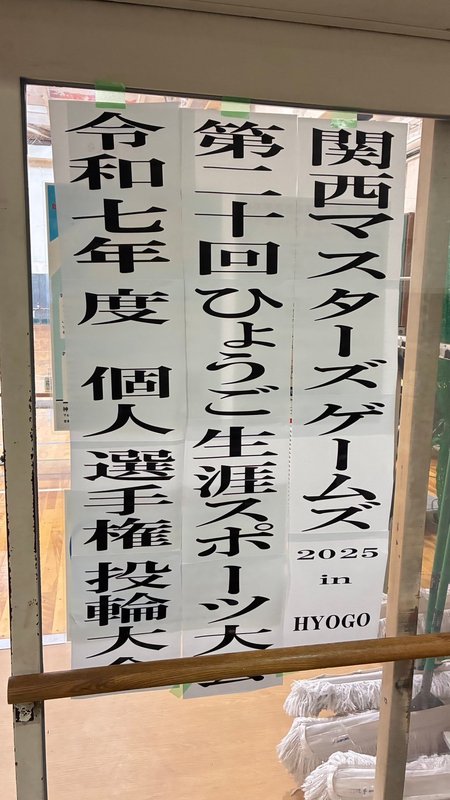 関西マスターズゲームズ
2025
in
HYOGO
第二十回ひょうご生涯スポーツ大会
令和七年度 個人選手権投輪大会